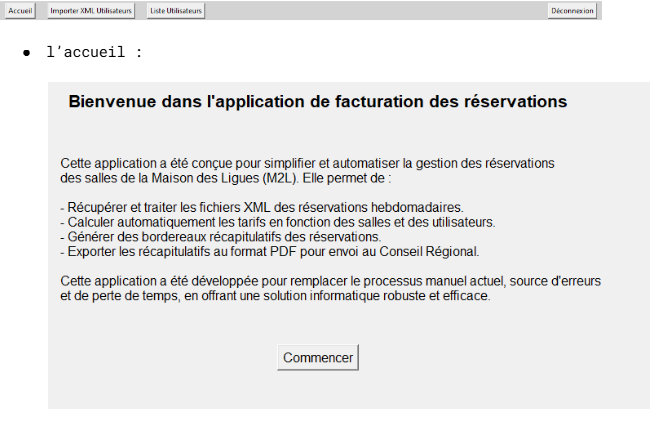 Accueil Importer XML Utilisateurs Liste Utilisateurs Déconnexion
• l'accueil :
Bienvenue dans l'application de facturation des réservations
Cette application a été conçue pour simplifier et automatiser la gestion des réservations
des salles de la Maison des Ligues (M2L). Elle permet de :
- Récupérer et traiter les fichiers XML des réservations hebdomadaires.
- Calculer automatiquement les tarifs en fonction des salles et des utilisateurs.
- Générer des bordereaux récapitulatifs des réservations.
- Exporter les récapitulatifs au format PDF pour envoi au Conseil Régional.
Cette application a été développée pour remplacer le processus manuel actuel, source d'erreurs
et de perte de temps, en offrant une solution informatique robuste et efficace.
Commencer